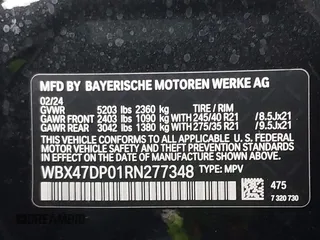 MFD BY BAYERISCHE MOTOREN WERKE AG
02/24
GVWR 5203 lbs 2360 kg TIRE / RIM
GAWR FRONT 2403 lbs 1090 kg WITH 245/40 R21 / 8.5Jx21
GAWR REAR 3042 lbs 1380 kg WITH 275/35 R21 / 9.5Jx21
THIS VEHICLE CONFORMS TO ALL APPLICABLE U.S. FEDERAL MOTOR VEHICLE SAFETY, BUMPER, AND THEFT PREVENTION STANDARDS IN EFFECT ON THE DATE OF MANUFACTURE SHOWN ABOVE.
WBX47DP01RN277348 TYPE: MPV
475
7 320 730